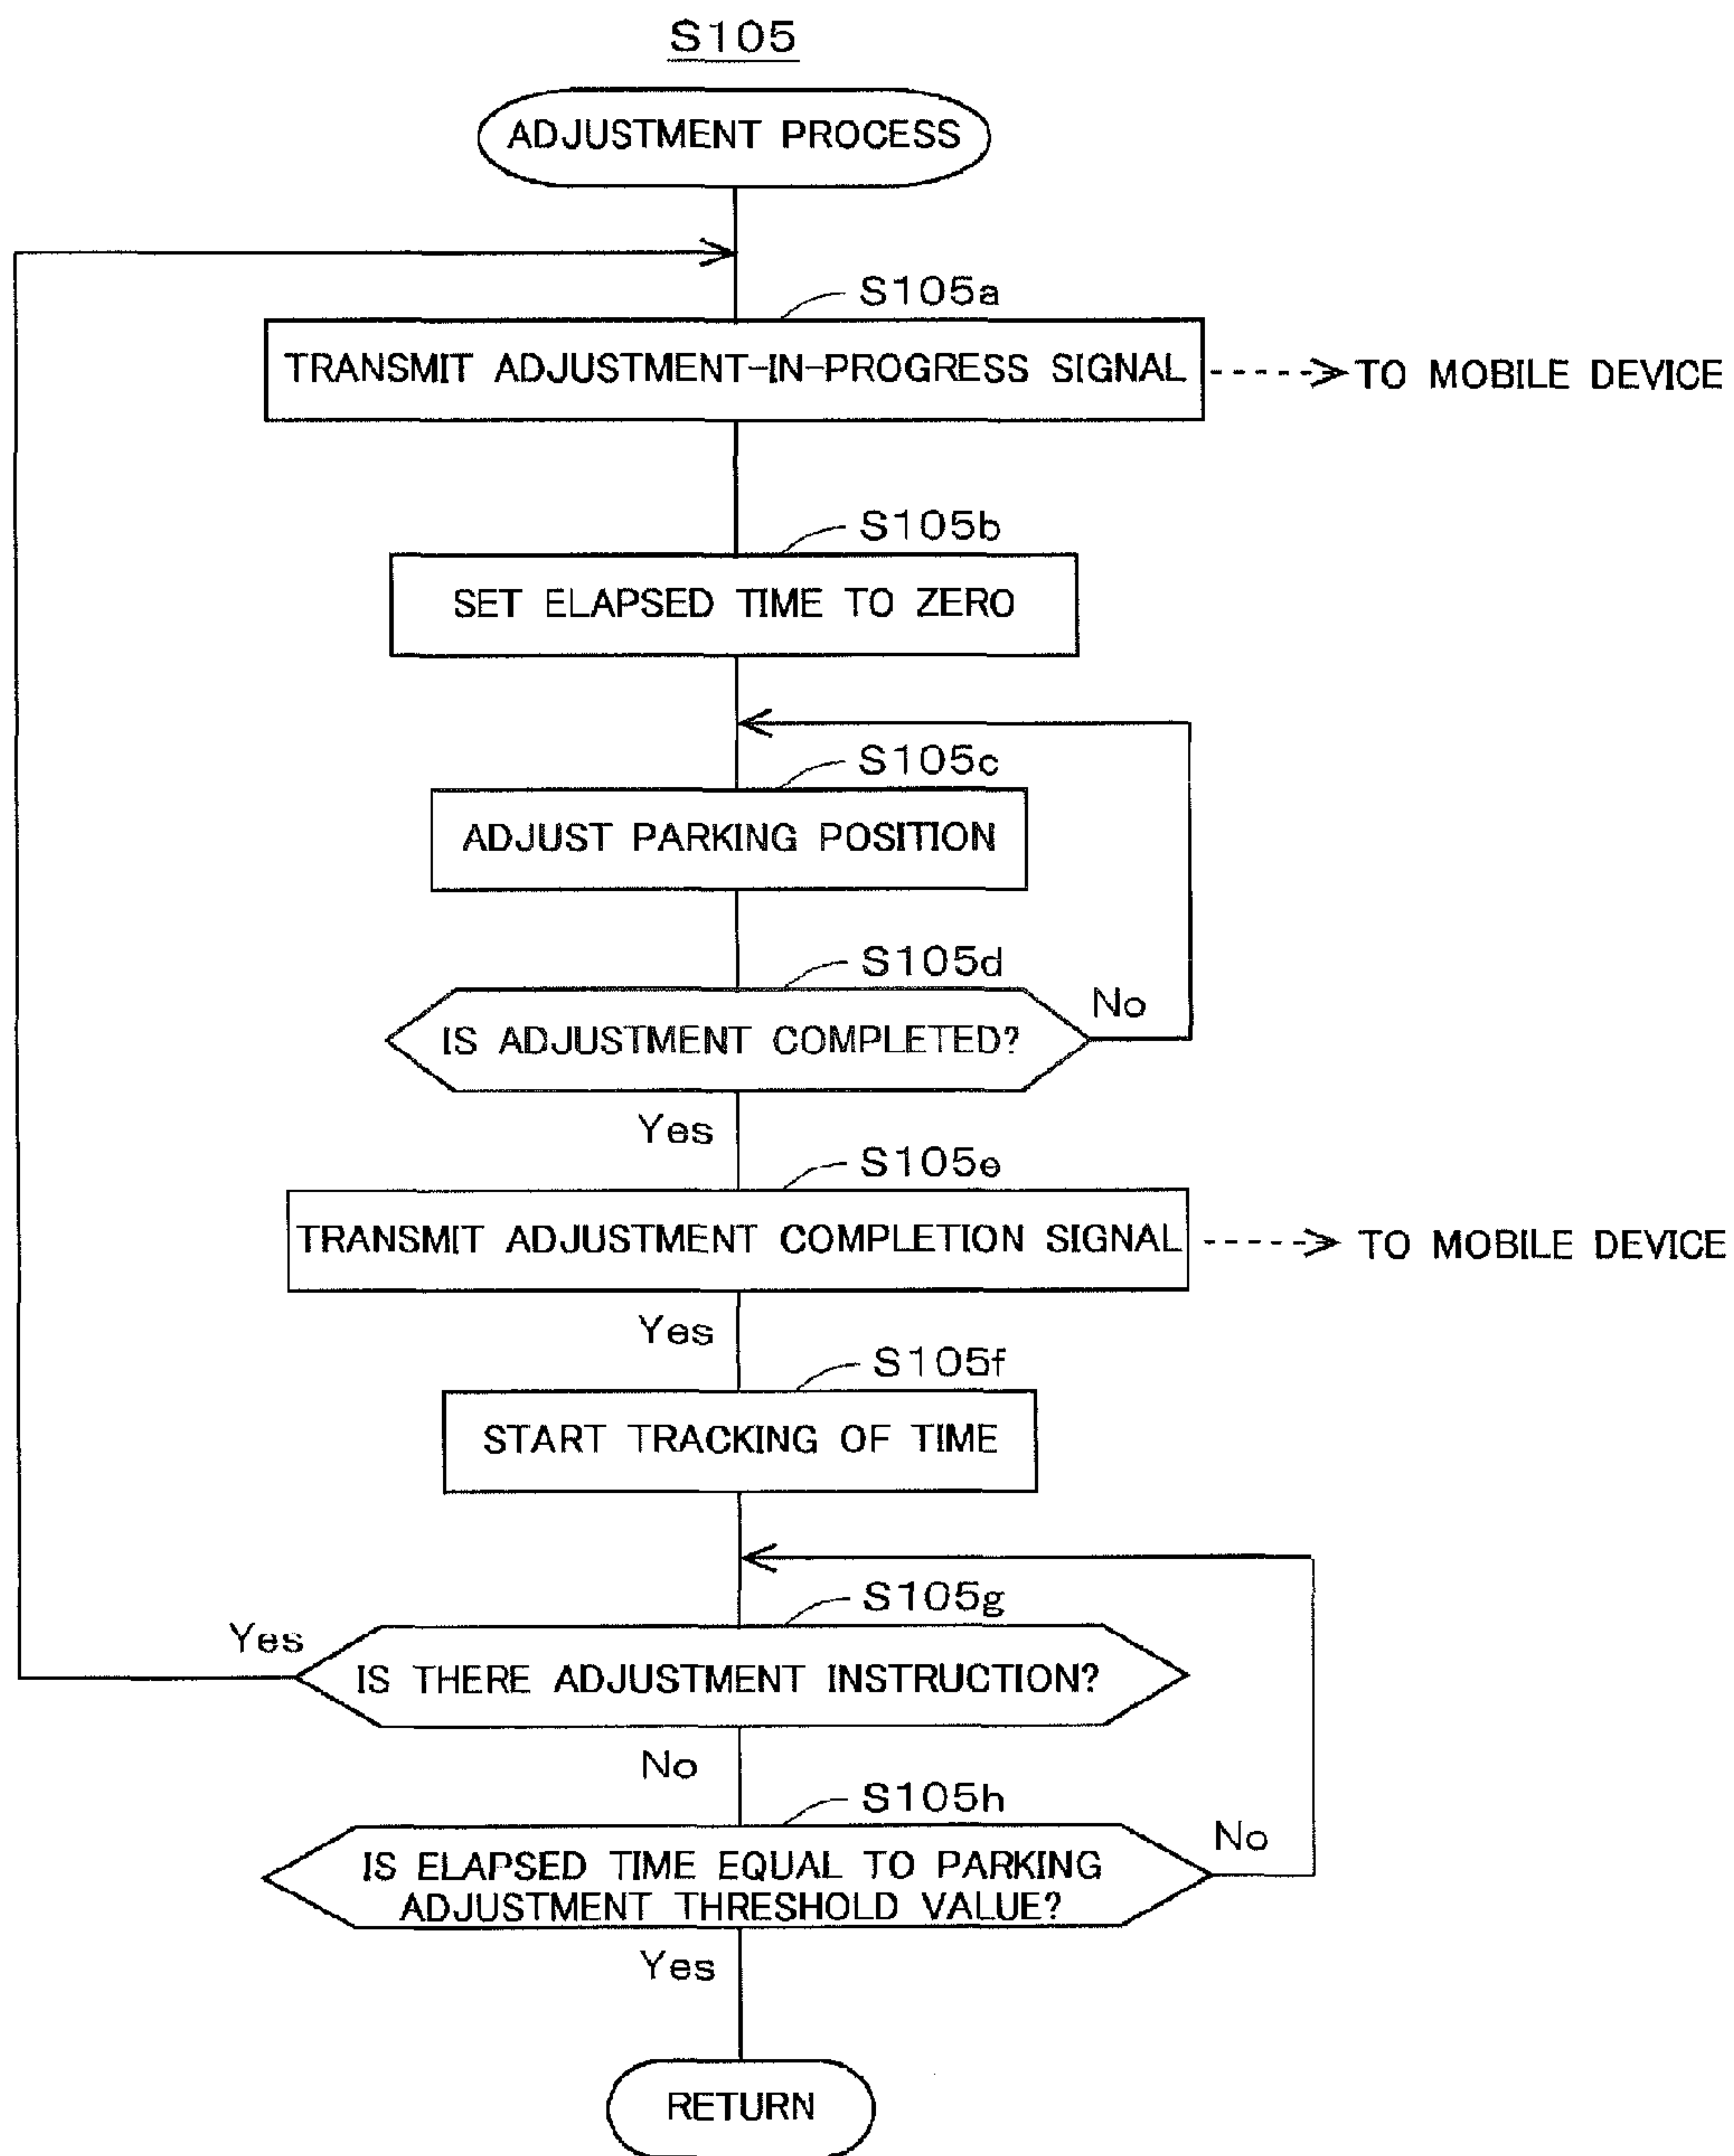 S105
ADJUSTMENT PROCESS
S105a
TRANSMIT ADJUSTMENT-IN-PROGRESS SIGNAL
TO MOBILE DEVICE
S105b
SET ELAPSED TIME TO ZERO
S105c
ADJUST PARKING POSITION
S105d
IS ADJUSTMENT COMPLETED?
No
Yes
S105e
TRANSMIT ADJUSTMENT COMPLETION SIGNAL
TO MOBILE DEVICE
Yes
S105f
START TRACKING OF TIME
S105g
Yes
IS THERE ADJUSTMENT INSTRUCTION?
No
S105h
No
IS ELAPSED TIME EQUAL TO PARKING
ADJUSTMENT THRESHOLD VALUE?
Yes
RETURN